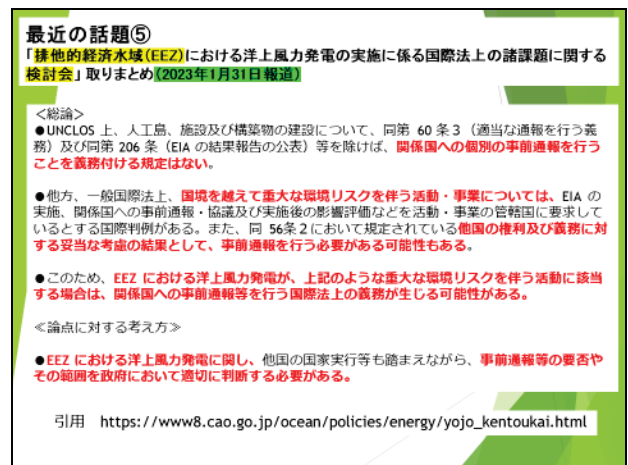 最近の話題⑤
「排他的経済水域(EEZ)における洋上風力発電の実施に係る国際法上の諸課題に関する
検討会」取りまとめ(2023年1月31日報道)
＜総論＞
●UNCLOS 上、人工島、施設及び構築物の建設について、同第 60 条３（適当な通報を行う義
務）及び同第 206 条（EIA の結果報告の公表）等を除けば、関係国への個別の事前通報を行う
ことを義務付ける規定はない。
●他方、一般国際法上、国境を越えて重大な環境リスクを伴う活動・事業については、EIA の
実施、関係国への事前通報・協議及び実施後の影響評価などを活動・事業の管轄国に要求して
いるとする国際判例がある。また、同 56条２において規定されている他国の権利及び義務に対
する妥当な考慮の結果として、事前通報を行う必要がある可能性もある。
●このため、EEZ における洋上風力発電が、上記のような重大な環境リスクを伴う活動に該当
する場合は、関係国への事前通報等を行う国際法上の義務が生じる可能性がある。
≪論点に対する考え方≫
●EEZ における洋上風力発電に関し、他国の国家実行等も踏まえながら、事前通報等の要否や
その範囲を政府において適切に判断する必要がある。
引用 https://www8.cao.go.jp/ocean/policies/energy/yojo_kentoukai.html